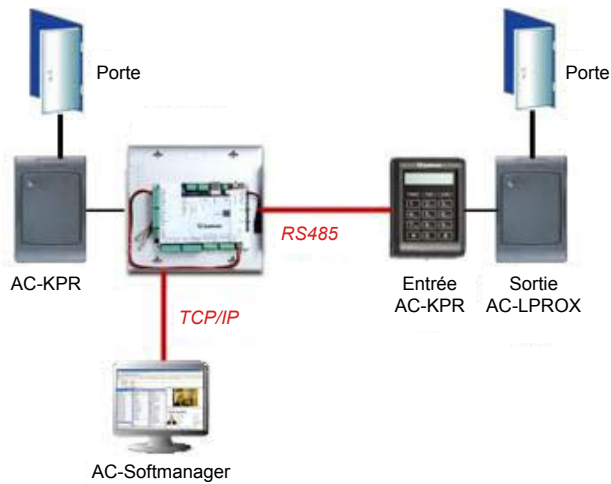 Porte
Porte
RS485
AC-KPR
Entrée
AC-KPR
Sortie
AC-LPROX
TCP/IP
AC-Softmanager